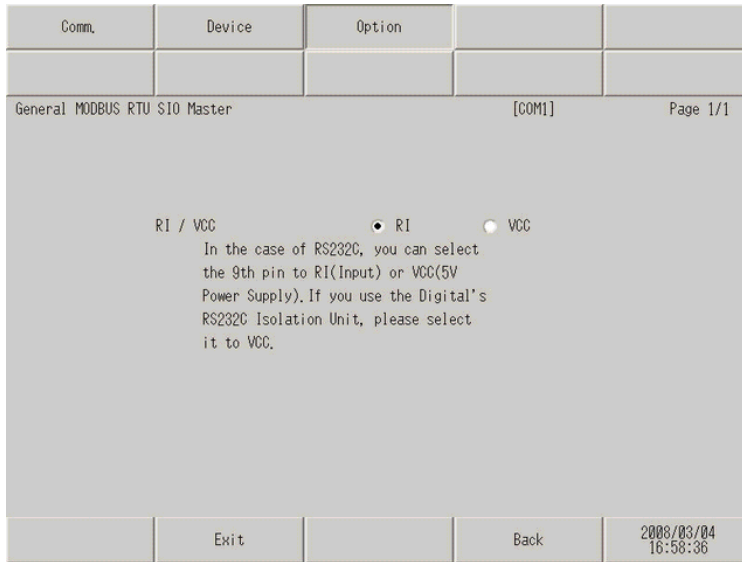 Comm. Device Option
General MODBUS RTU SIO Master [COM1] Page 1/1
RI / VCC RI VCC
In the case of RS232C, you can select
the 9th pin to RI(Input) or VCC(5V
Power Supply). If you use the Digital's
RS232C Isolation Unit, please select
it to VCC.
Exit Back 2008/03/04
16:58:36